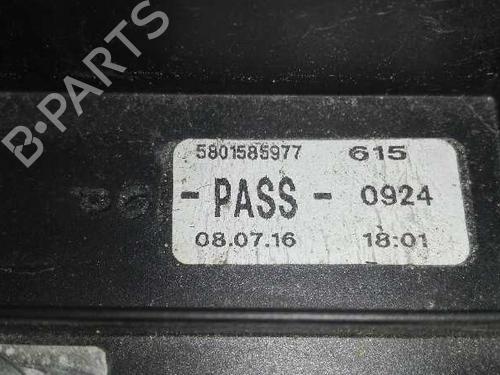 B-PARTS
5801585977 615
- PASS - 0924
08.07.16 18:01